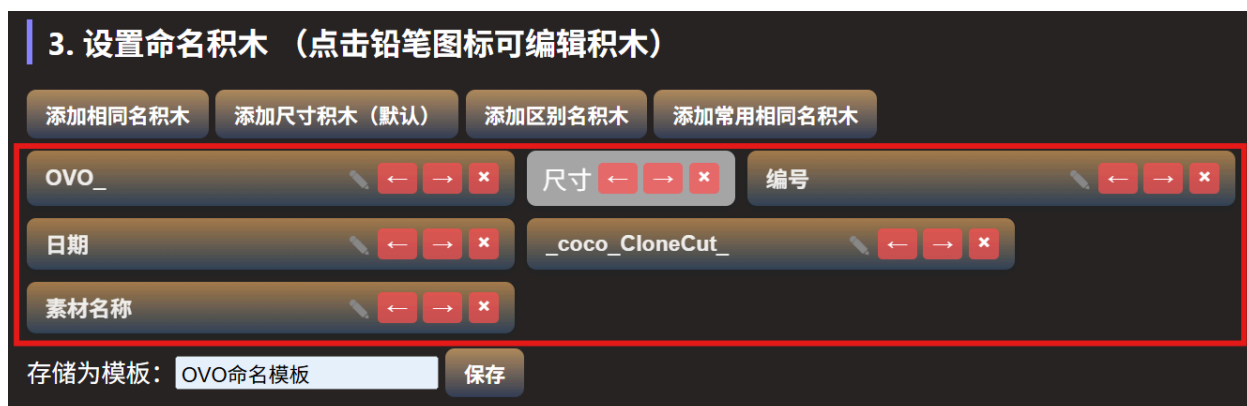 3. 设置命名积木 （点击铅笔图标可编辑积木）
添加相同名积木 添加尺寸积木（默认） 添加区别名积木 添加常用相同名积木
OVO_ ← → × 尺寸 ← → × 编号 ← → ×
日期 ← → × _coco_CloneCut_ ← → ×
素材名称 ← → ×
存储为模板： OVO命名模板 保存